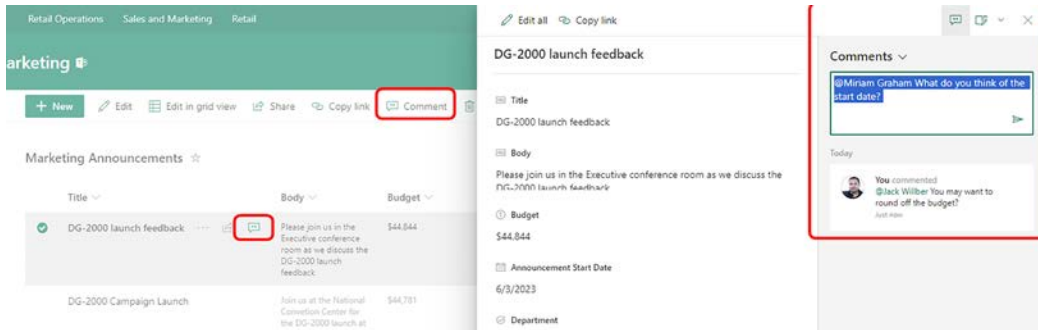 Retail Operations Sales and Marketing Retail
arketing
+ New Edit Edit in grid view Share Copy link Comment
Marketing Announcements
Title Body Budget
DG-2000 launch feedback
Please join us in the
Executive conference
room as we discuss the
DG-2000 launch
feedback
$44,844
DG-2000 Campaign Launch
Join us at the National
Convetion Center for
the DG-2000 launch at
$44,781
Edit all Copy link
DG-2000 launch feedback
Title
DG-2000 launch feedback
Body
Please join us in the Executive conference room as we discuss the
DG-2000 launch feedback
Budget
$44,844
Announcement Start Date
6/3/2023
Department
Comments
@Miriam Graham What do you think of the
start date?
Today
You commented
@Jack Willber You may want to
round off the budget?
Just now